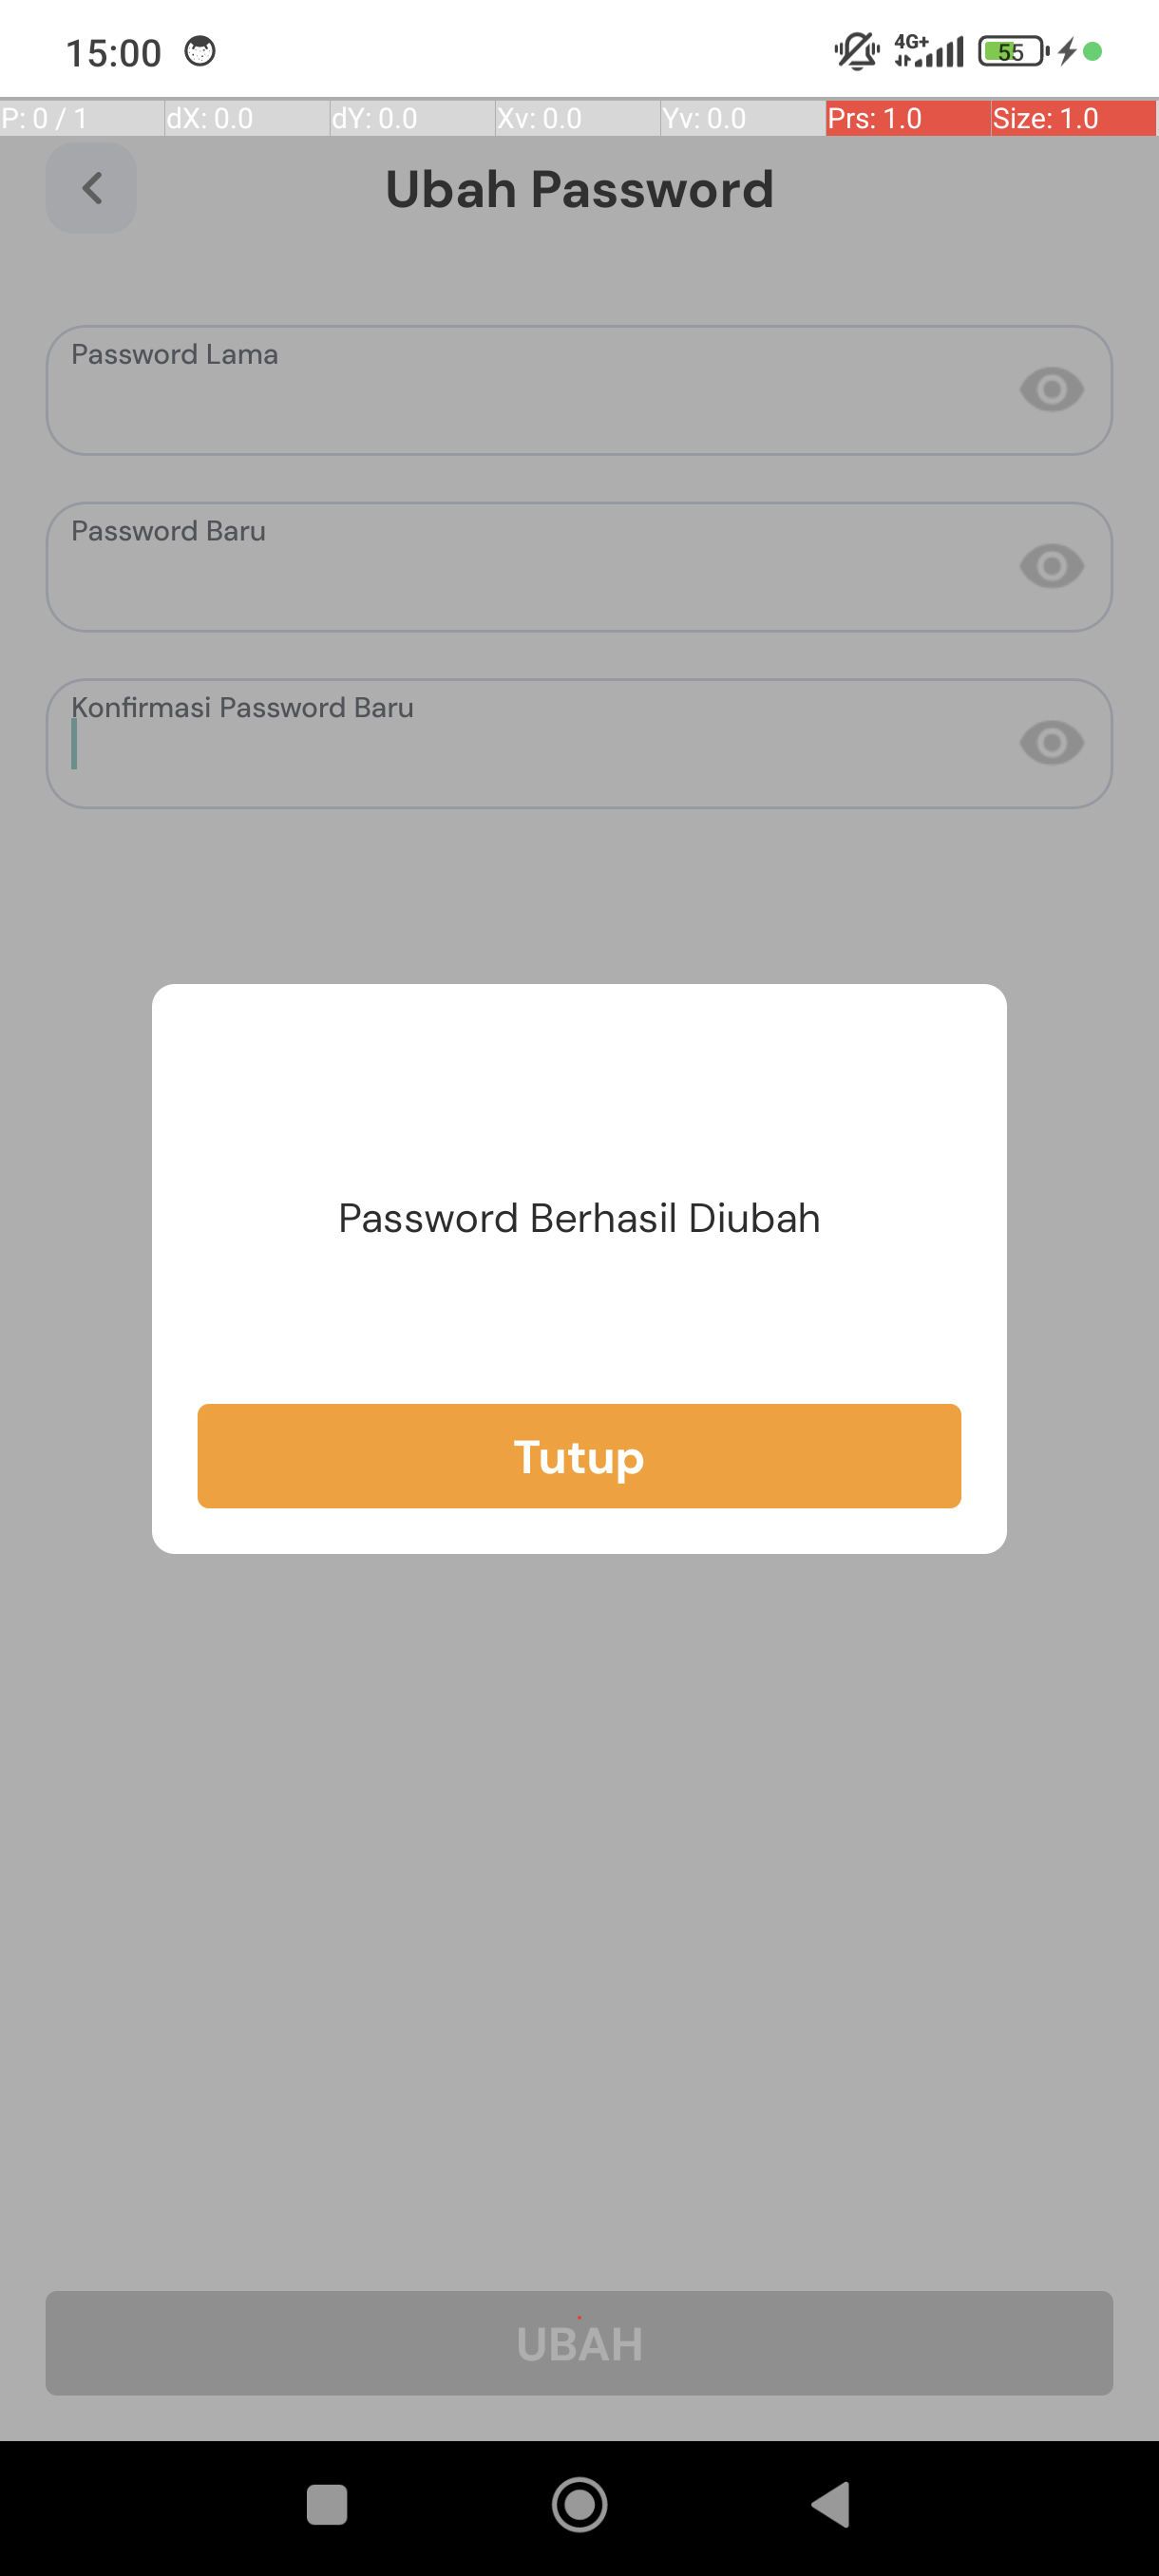 15:00 4G+ 55
P: 0 / 1 dX: 0.0 dY: 0.0 Xv: 0.0 Yv: 0.0 Prs: 1.0 Size: 1.0
Ubah Password
Password Lama
Password Baru
Konfirmasi Password Baru
Password Berhasil Diubah
Tutup
UBAH